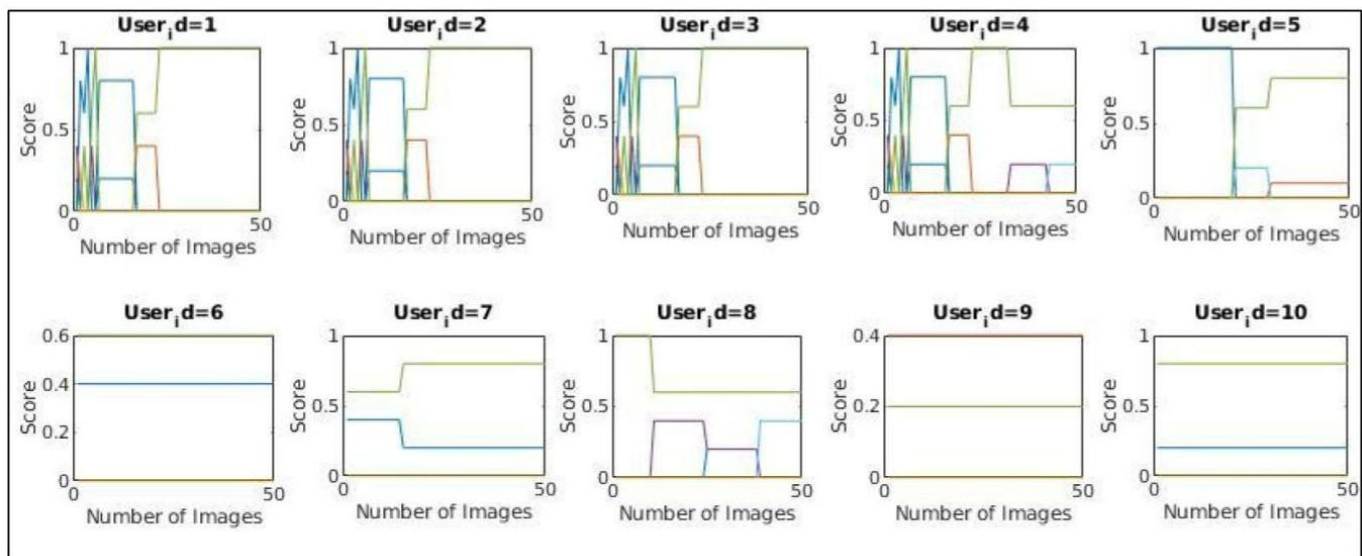 User_id=1 User_id=2 User_id=3 User_id=4 User_id=5
1 1 1 1 1
Score Score Score Score Score
0.5 0.5 0.5 0.5 0.5
0 0 0 0 0
0 50 0 50 0 50 0 50 0 50
Number of Images Number of Images Number of Images Number of Images Number of Images
User_id=6 User_id=7 User_id=8 User_id=9 User_id=10
0.6 1 1 0.4 1
0.4
Score Score Score Score Score
0.5 0.5 0.2 0.5
0.2
0 0 0 0 0
0 50 0 50 0 50 0 50 0 50
Number of Images Number of Images Number of Images Number of Images Number of Images